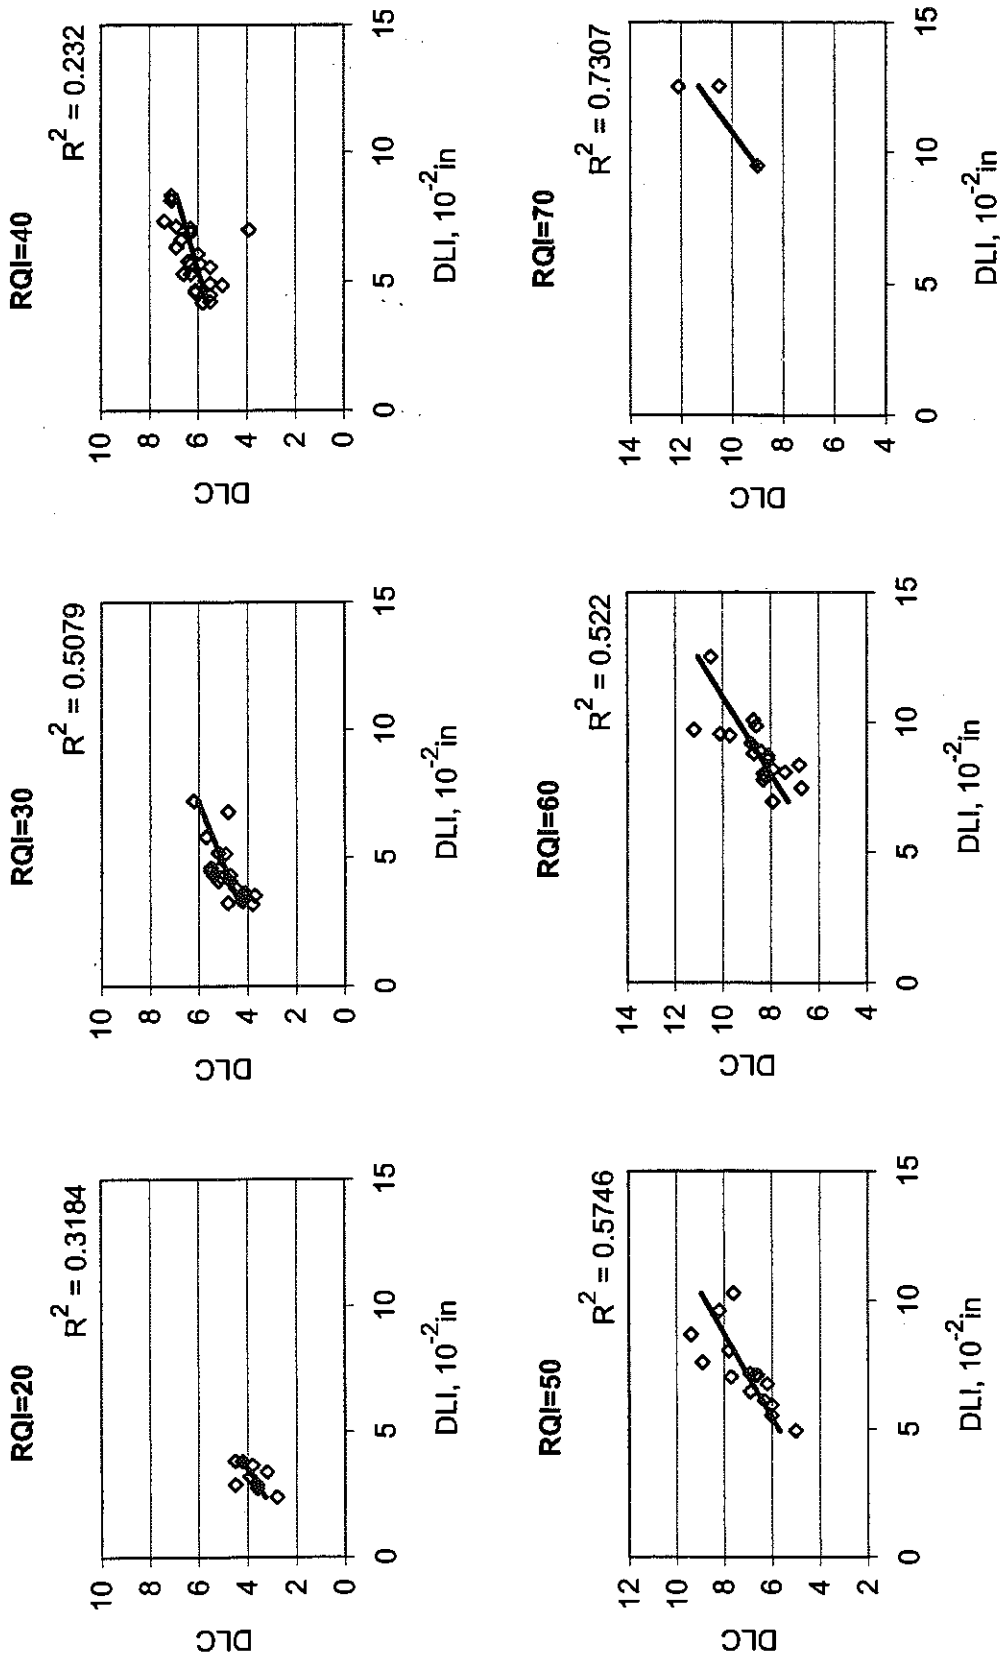 RQI=20
R² = 0.3184
10
8
6
4
2
0
DLC
0 5 10 15
DLI, 10⁻²in
RQI=30
R² = 0.5079
10
8
6
4
2
0
DLC
0 5 10 15
DLI, 10⁻²in
RQI=40
R² = 0.232
10
8
6
4
2
0
DLC
0 5 10 15
DLI, 10⁻²in
RQI=50
R² = 0.5746
12
10
8
6
4
2
DLC
0 5 10 15
DLI, 10⁻²in
RQI=60
R² = 0.522
14
12
10
8
6
4
DLC
0 5 10 15
DLI, 10⁻²in
RQI=70
R² = 0.7307
14
12
10
8
6
4
DLC
0 5 10 15
DLI, 10⁻²in